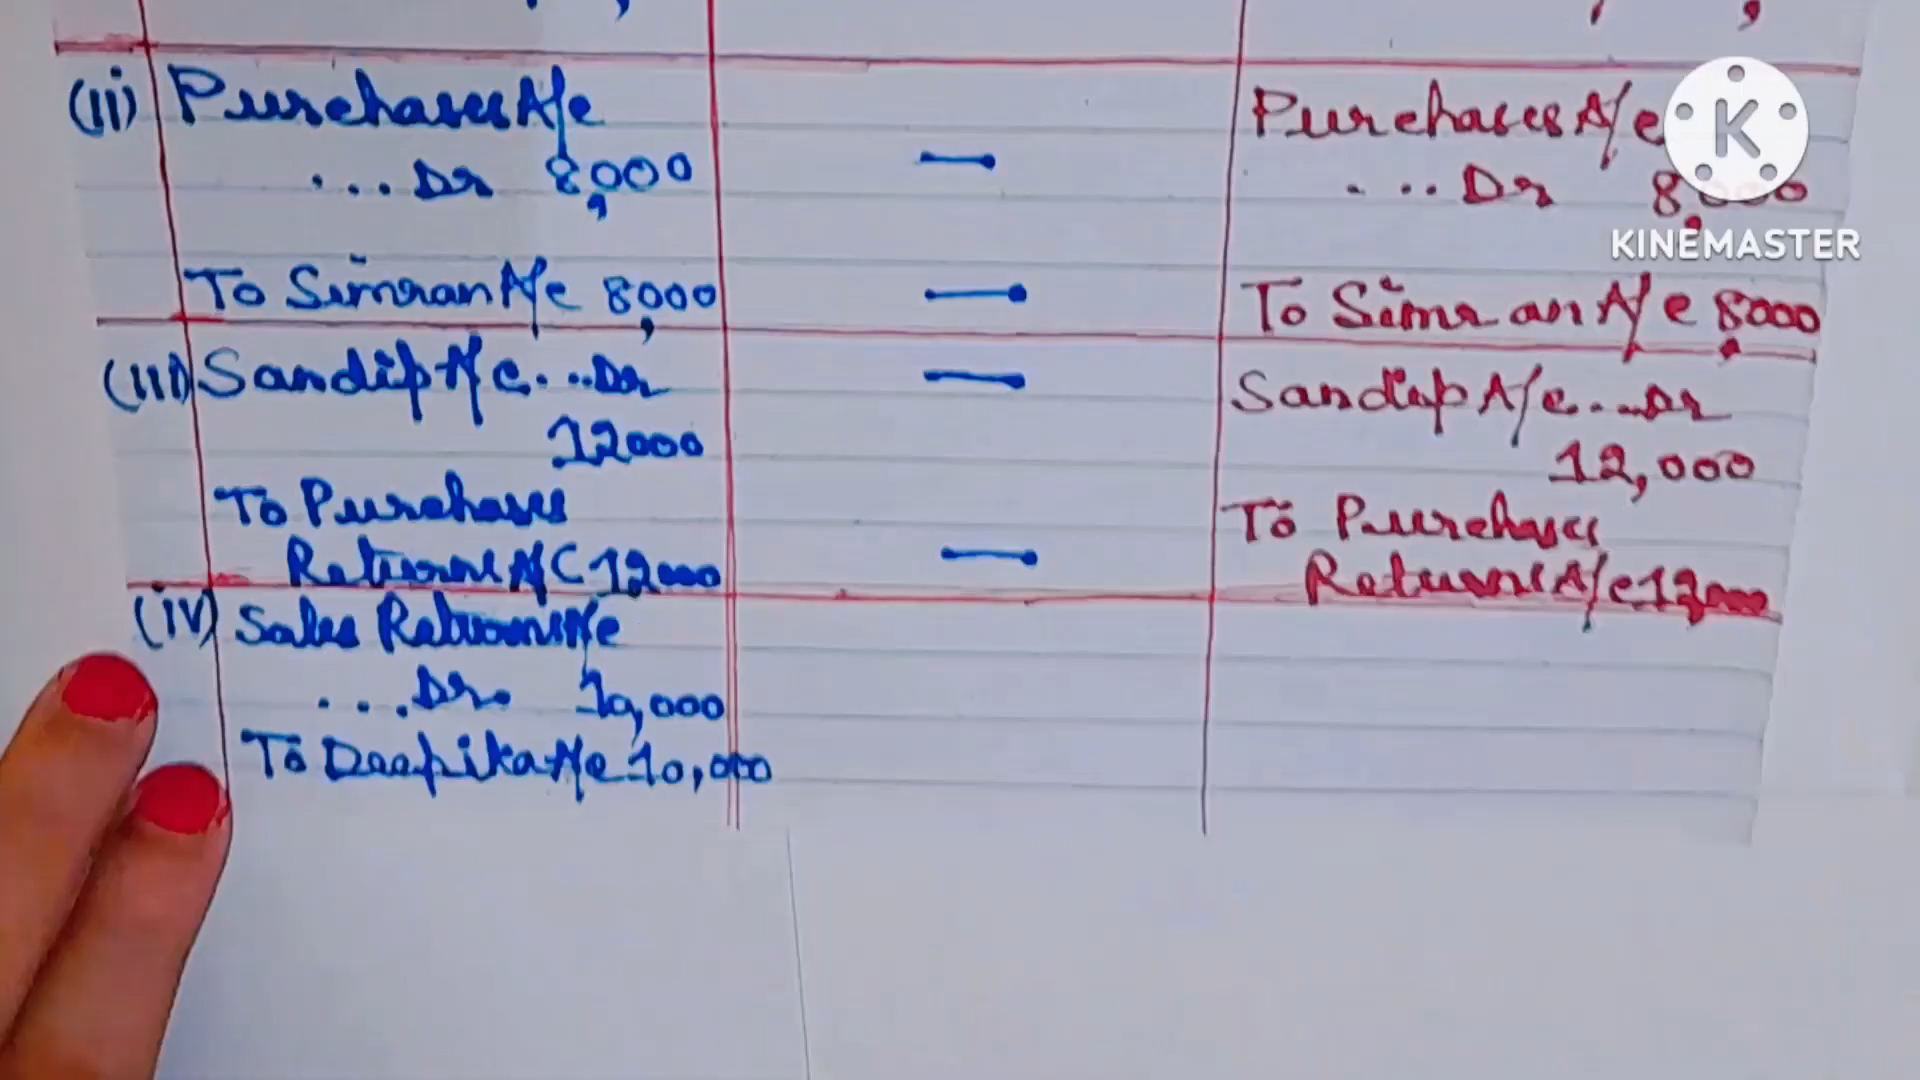 (ii) Purchases A/c
... Dr 8,000
To Simran A/c 8,000
(iii) Sandip A/c...Dr
12000
To Purchases
Returns A/C 12000
(iv) Sales Returns A/c
....Dr. 10,000
To Deepika A/c 10,000
Purchases A/c
... Dr 8,000
To Simran A/c 8,000
Sandip A/c...Dr
12,000
To Purchases
Returns A/c 12000
K
KINEMASTER